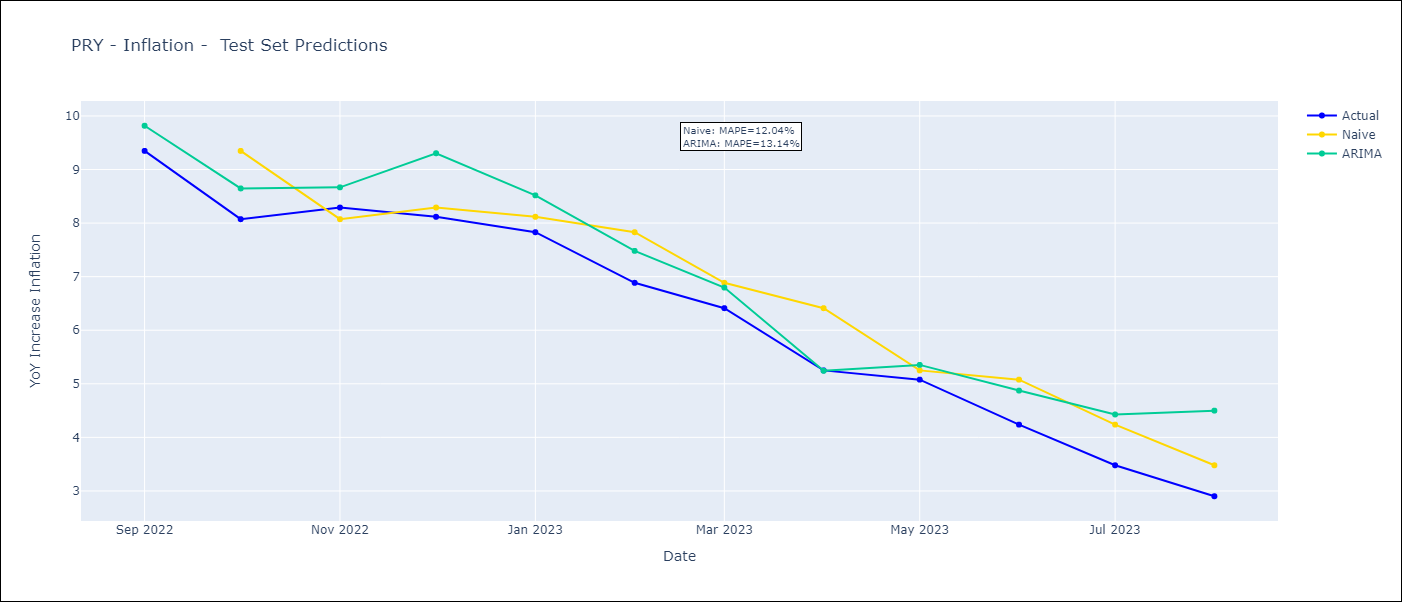 PRY - Inflation -  Test Set Predictions
Naive: MAPE=12.04%
ARIMA: MAPE=13.14%
Actual
Naive
ARIMA
YoY Increase Inflation
10
9
8
7
6
5
4
3
Sep 2022
Nov 2022
Jan 2023
Mar 2023
May 2023
Jul 2023
Date